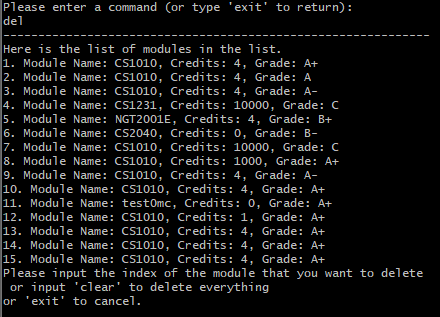 Please enter a command (or type 'exit' to return):
del
------------------------------------------------------------
Here is the list of modules in the list.
1. Module Name: CS1010, Credits: 4, Grade: A+
2. Module Name: CS1010, Credits: 4, Grade: A
3. Module Name: CS1010, Credits: 4, Grade: A-
4. Module Name: CS1231, Credits: 10000, Grade: C
5. Module Name: NGT2001E, Credits: 4, Grade: B+
6. Module Name: CS2040, Credits: 0, Grade: B-
7. Module Name: CS1010, Credits: 10000, Grade: C
8. Module Name: CS1010, Credits: 1000, Grade: A+
9. Module Name: CS1010, Credits: 4, Grade: A-
10. Module Name: CS1010, Credits: 4, Grade: A+
11. Module Name: test0mc, Credits: 0, Grade: A+
12. Module Name: CS1010, Credits: 1, Grade: A+
13. Module Name: CS1010, Credits: 4, Grade: A+
14. Module Name: CS1010, Credits: 4, Grade: A+
15. Module Name: CS1010, Credits: 4, Grade: A+
Please input the index of the module that you want to delete
 or input 'clear' to delete everything
or 'exit' to cancel.